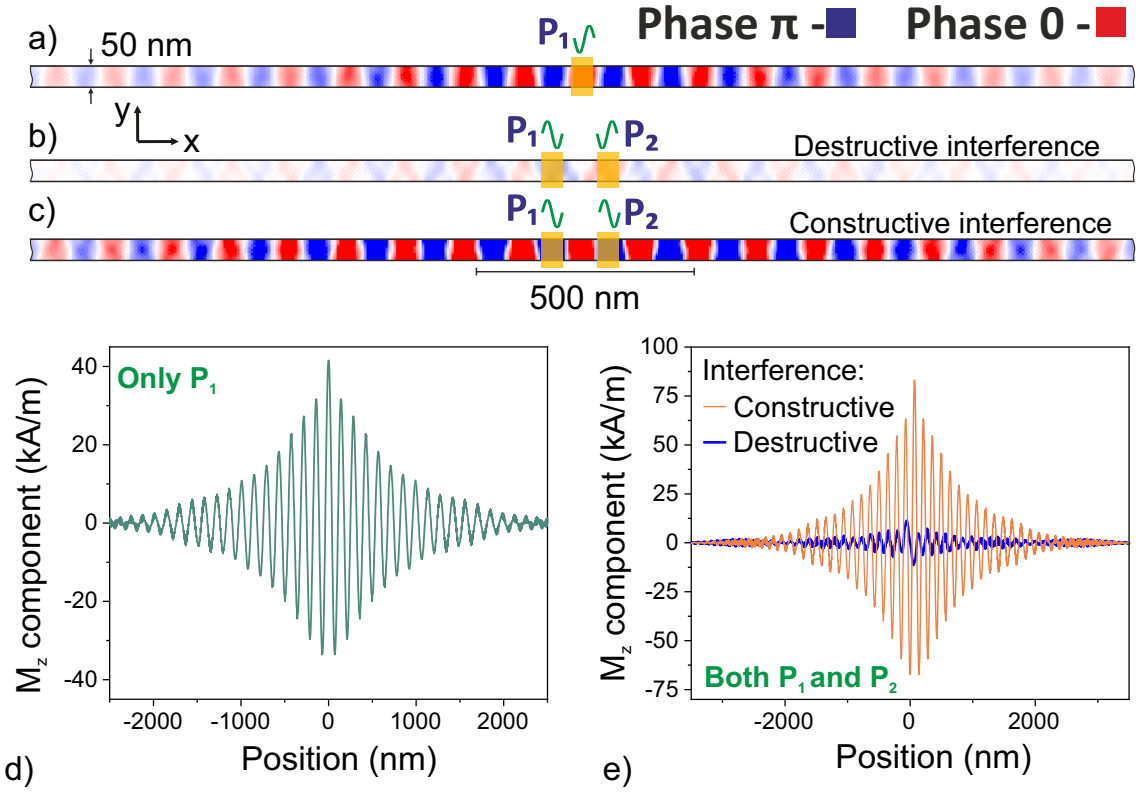 Phase π - Phase 0 -
a) 50 nm P₁
y
x
b) P₁ P₂ Destructive interference
c) P₁ P₂ Constructive interference
500 nm
Only P₁
40
20
0
-20
-40
-2000 -1000 0 1000 2000
M_z component (kA/m)
Position (nm)
d)
Interference:
Constructive
Destructive
100
75
50
25
0
-25
-50
-75
Both P₁ and P₂
-2000 0 2000
M_z component (kA/m)
Position (nm)
e)